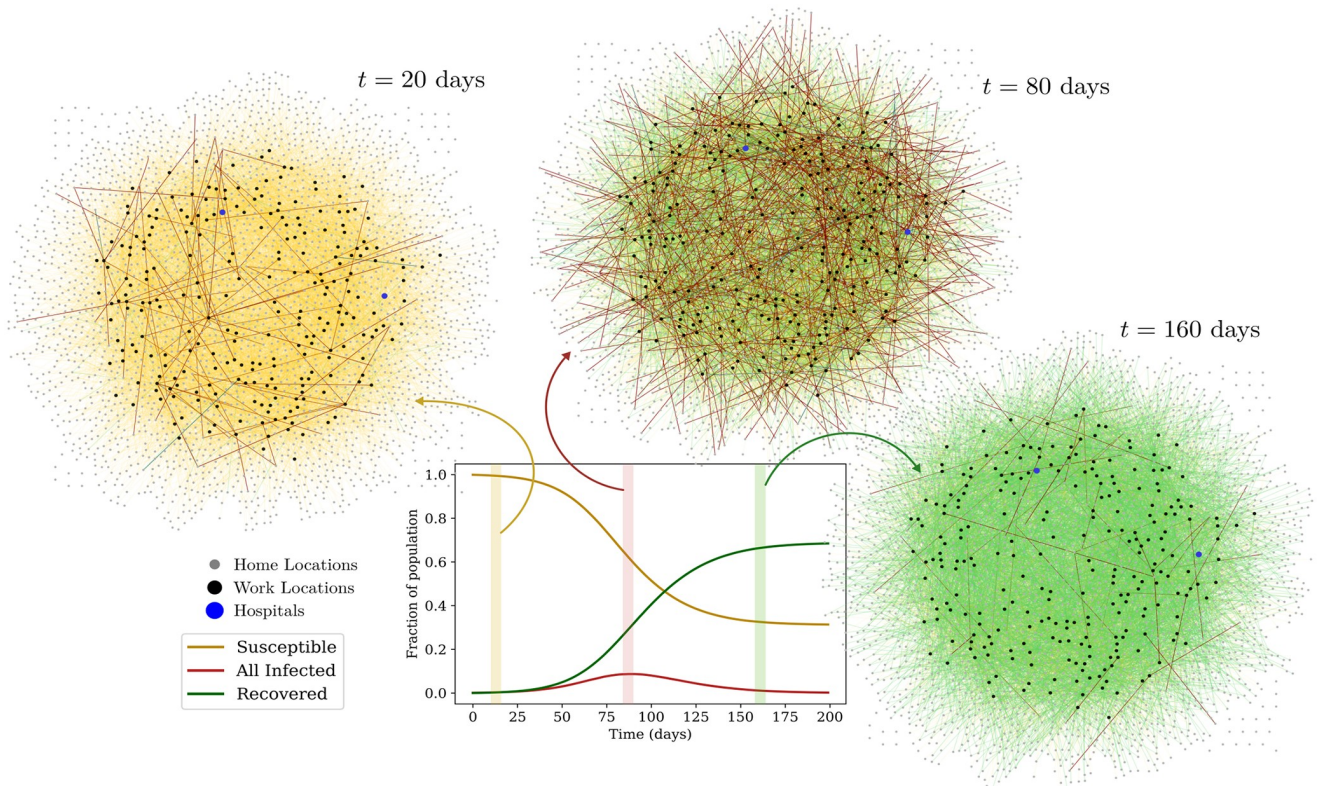 t = 20 days
t = 80 days
t = 160 days
Home Locations
Work Locations
Hospitals
Susceptible
All Infected
Recovered
Fraction of population
1.0
0.8
0.6
0.4
0.2
0.0
0 25 50 75 100 125 150 175 200
Time (days)